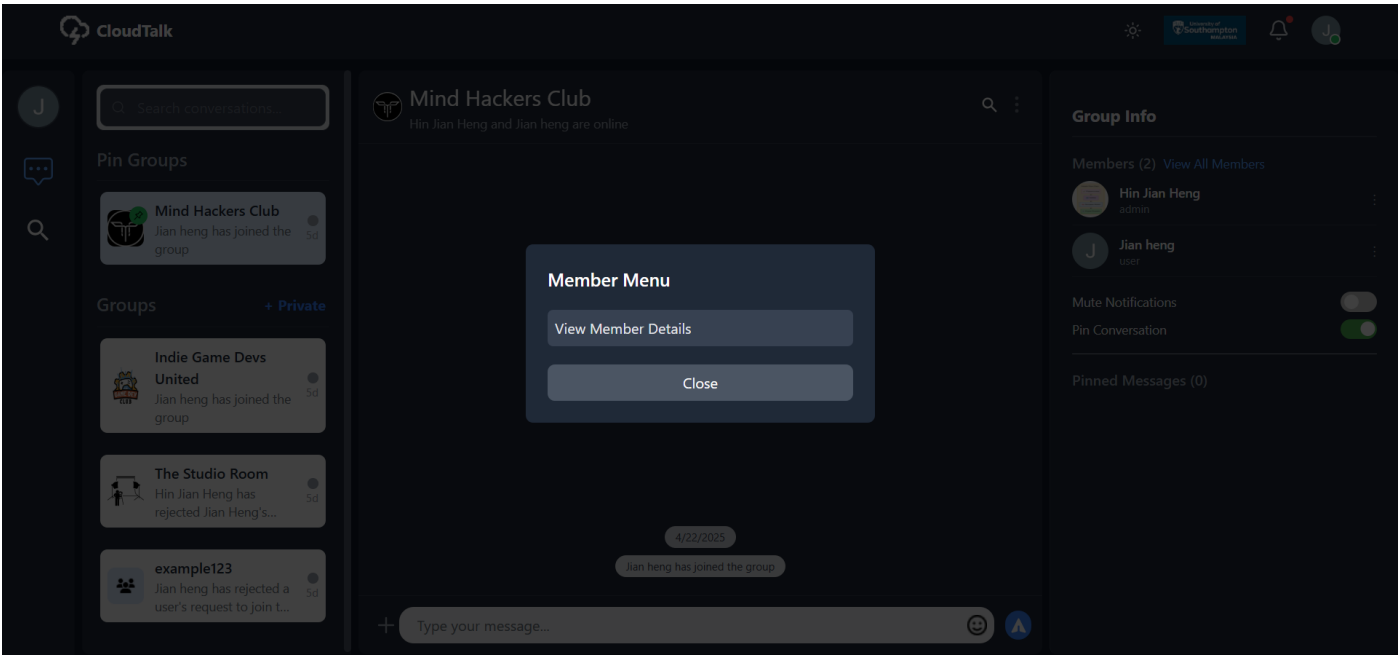 CloudTalk
University of
Southampton
MALAYSIA
J
J
Search conversations...
Pin Groups
Mind Hackers Club
Jian heng has joined the
group
5d
Groups
+ Private
Indie Game Devs
United
Jian heng has joined the
group
5d
The Studio Room
Hin Jian Heng has
rejected Jian Heng's...
5d
example123
Jian heng has rejected a
user's request to join t...
5d
Mind Hackers Club
Hin Jian Heng and Jian heng are online
Member Menu
View Member Details
Close
4/22/2025
Jian heng has joined the group
Type your message...
Group Info
Members (2) View All Members
Hin Jian Heng
admin
J
Jian heng
user
Mute Notifications
Pin Conversation
Pinned Messages (0)